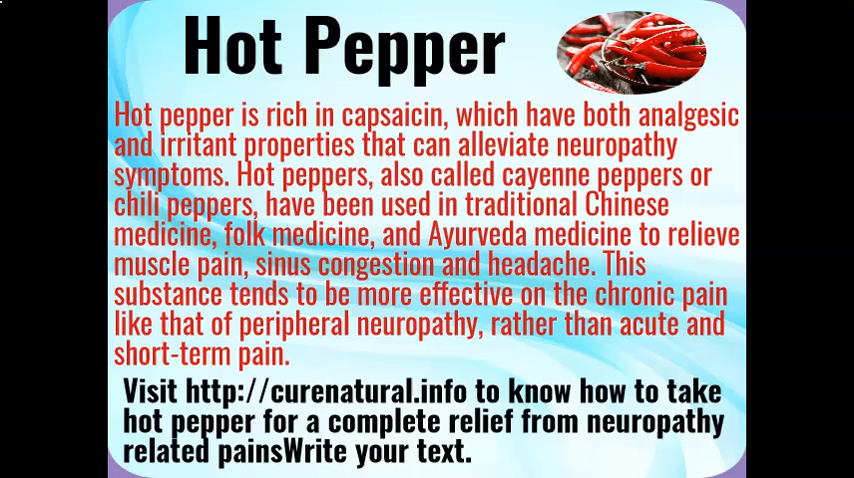 Hot Pepper
Hot pepper is rich in capsaicin, which have both analgesic
and irritant properties that can alleviate neuropathy
symptoms. Hot peppers, also called cayenne peppers or
chili peppers, have been used in traditional Chinese
medicine, folk medicine, and Ayurveda medicine to relieve
muscle pain, sinus congestion and headache. This
substance tends to be more effective on the chronic pain
like that of peripheral neuropathy, rather than acute and
short-term pain.
Visit http://curenatural.info to know how to take
hot pepper for a complete relief from neuropathy
related painsWrite your text.